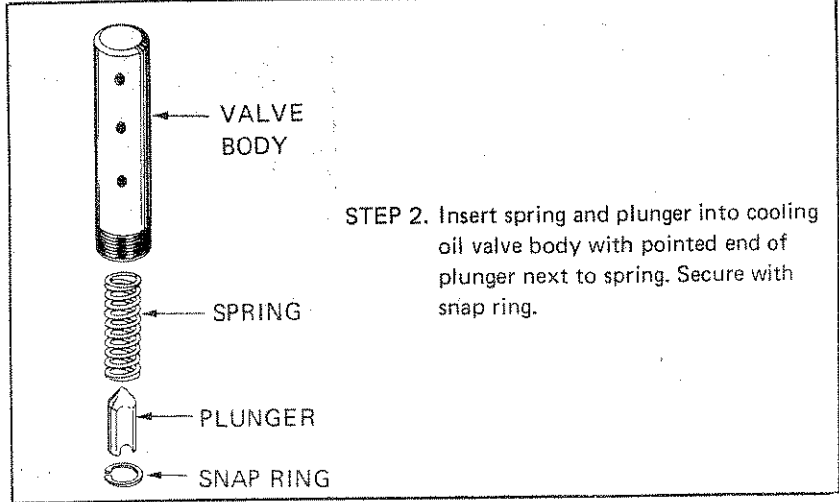 VALVE
BODY
STEP 2. Insert spring and plunger into cooling
oil valve body with pointed end of
plunger next to spring. Secure with
snap ring.
SPRING
PLUNGER
SNAP RING